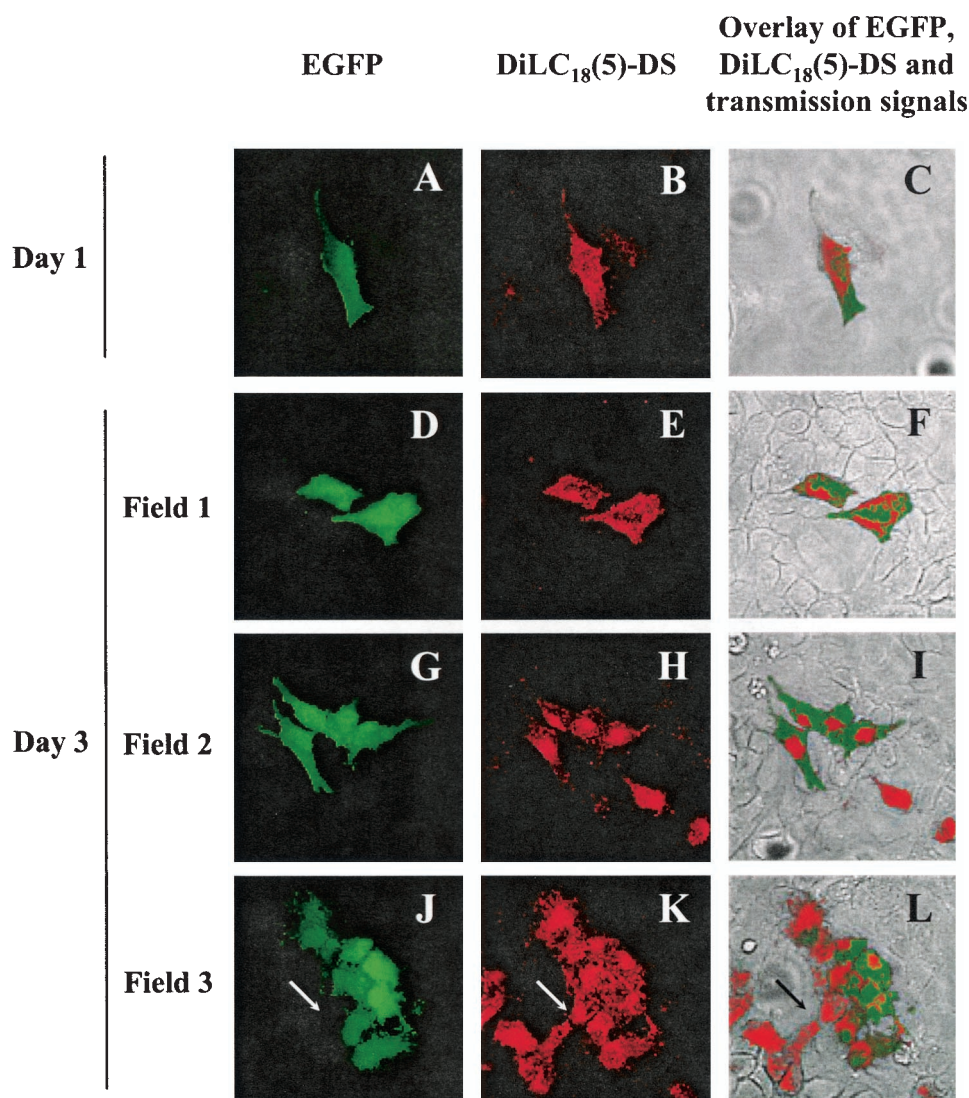 EGFP
DiLC₁₈(5)-DS
Overlay of EGFP,
DiLC₁₈(5)-DS and
transmission signals
Day 1
A
B
C
Day 3
Field 1
D
E
F
Field 2
G
H
I
Field 3
J
K
L